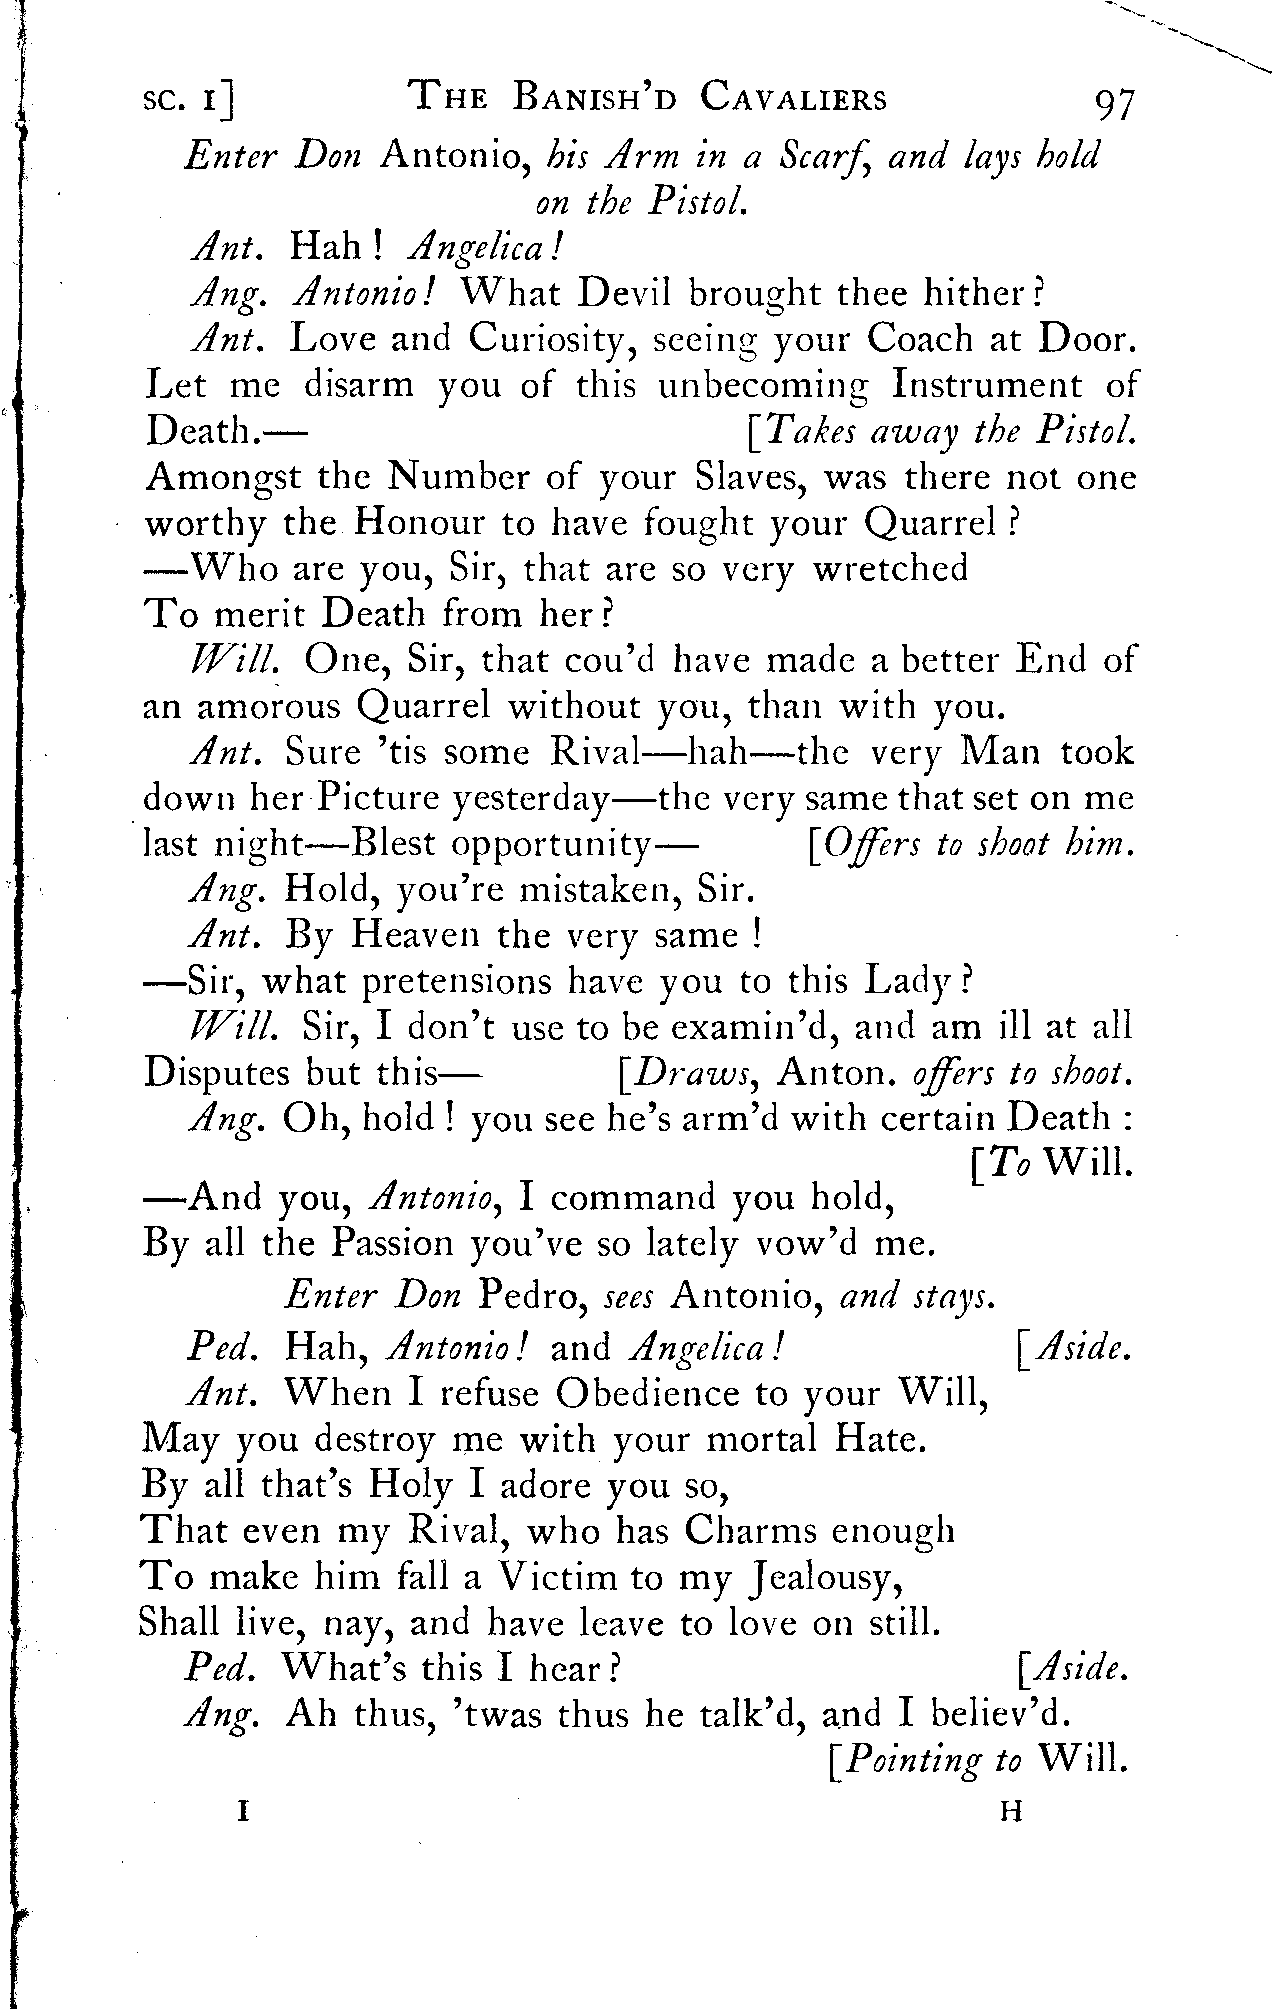 SC. I] THE BANISH'D CAVALIERS 97
Enter Don Antonio, his Arm in a Scarf, and lays hold
on the Pistol.
Ant. Hah ! Angelica !
Ang. Antonio! What Devil brought thee hither?
Ant. Love and Curiosity, seeing your Coach at Door.
Let me disarm you of this unbecoming Instrument of
Death.— [Takes away the Pistol.
Amongst the Number of your Slaves, was there not one
worthy the Honour to have fought your Quarrel ?
—Who are you, Sir, that are so very wretched
To merit Death from her?
Will. One, Sir, that cou'd have made a better End of
an amorous Quarrel without you, than with you.
Ant. Sure 'tis some Rival—hah—the very Man took
down her Picture yesterday—the very same that set on me
last night—Blest opportunity— [Offers to shoot him.
Ang. Hold, you're mistaken, Sir.
Ant. By Heaven the very same !
—Sir, what pretensions have you to this Lady?
Will. Sir, I don't use to be examin'd, and am ill at all
Disputes but this— [Draws, Anton. offers to shoot.
Ang. Oh, hold ! you see he's arm'd with certain Death :
[To Will.
—And you, Antonio, I command you hold,
By all the Passion you've so lately vow'd me.
Enter Don Pedro, sees Antonio, and stays.
Ped. Hah, Antonio! and Angelica ! [Aside.
Ant. When I refuse Obedience to your Will,
May you destroy me with your mortal Hate.
By all that's Holy I adore you so,
That even my Rival, who has Charms enough
To make him fall a Victim to my Jealousy,
Shall live, nay, and have leave to love on still.
Ped. What's this I hear? [Aside.
Ang. Ah thus, 'twas thus he talk'd, and I believ'd.
[Pointing to Will.
I H